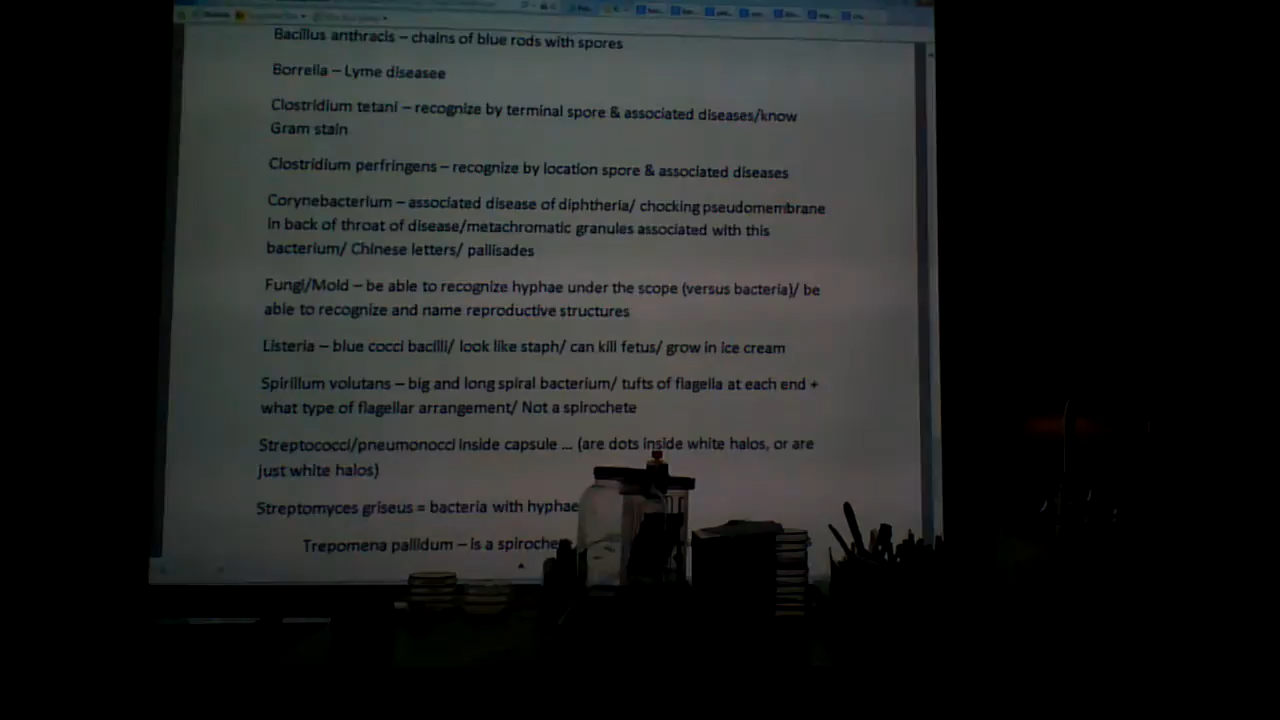 Bacillus anthracis – chains of blue rods with spores
Borrella – Lyme diseasee
Clostridium tetani – recognize by terminal spore & associated diseases/know
Gram stain
Clostridium perfringens – recognize by location spore & associated diseases
Corynebacterium – associated disease of diphtheria/ chocking pseudomembrane
in back of throat of disease/metachromatic granules associated with this
bacterium/ Chinese letters/ pallisades
Fungi/Mold – be able to recognize hyphae under the scope (versus bacteria)/ be
able to recognize and name reproductive structures
Listeria – blue cocci bacilli/ look like staph/ can kill fetus/ grow in ice cream
Spirillum volutans – big and long spiral bacterium/ tufts of flagella at each end +
what type of flagellar arrangement/ Not a spirochete
Streptococci/pneumonocci inside capsule ... (are dots inside white halos, or are
just white halos)
Streptomyces griseus = bacteria with hyphae
Trepomena pallidum – is a spiroche